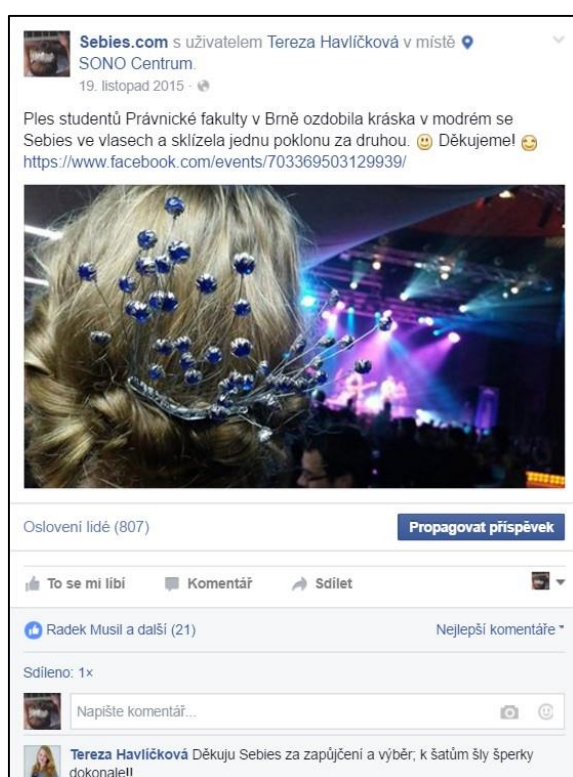 Sebies.com s uživatelem Tereza Havlíčková v místě
SONO Centrum.
19. listopad 2015 ·
Ples studentů Právnické fakulty v Brně ozdobila kráska v modrém se
Sebies ve vlasech a sklízela jednu poklonu za druhou. 🙂 Děkujeme! 😊
https://www.facebook.com/events/703369503129939/
Oslovení lidé (807)
Propagovat příspěvek
To se mi líbí Komentář Sdílet
Radek Musil a další (21) Nejlepší komentáře
Sdíleno: 1×
Napište komentář...
Tereza Havlíčková Děkuju Sebies za zapůjčení a výběr; k šatům šly šperky
dokonale!!